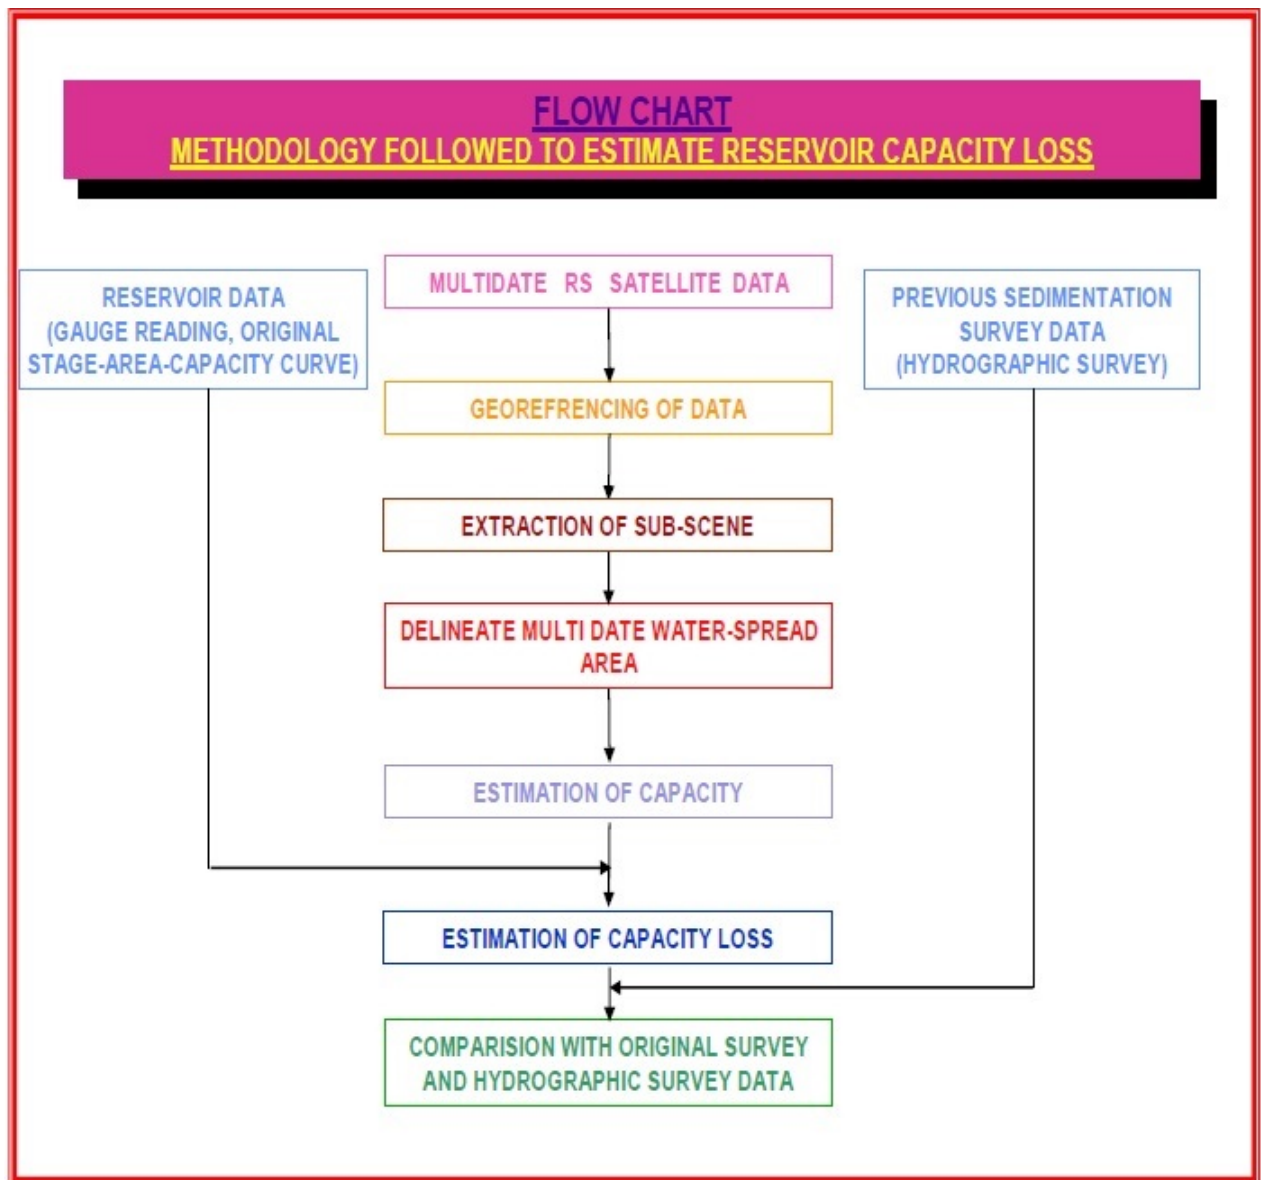 FLOW CHART
METHODOLOGY FOLLOWED TO ESTIMATE RESERVOIR CAPACITY LOSS
RESERVOIR DATA
(GAUGE READING, ORIGINAL
STAGE-AREA-CAPACITY CURVE)
MULTIDATE RS SATELLITE DATA
PREVIOUS SEDIMENTATION
SURVEY DATA
(HYDROGRAPHIC SURVEY)
GEOREFRENCING OF DATA
EXTRACTION OF SUB-SCENE
DELINEATE MULTI DATE WATER-SPREAD
AREA
ESTIMATION OF CAPACITY
ESTIMATION OF CAPACITY LOSS
COMPARISION WITH ORIGINAL SURVEY
AND HYDROGRAPHIC SURVEY DATA